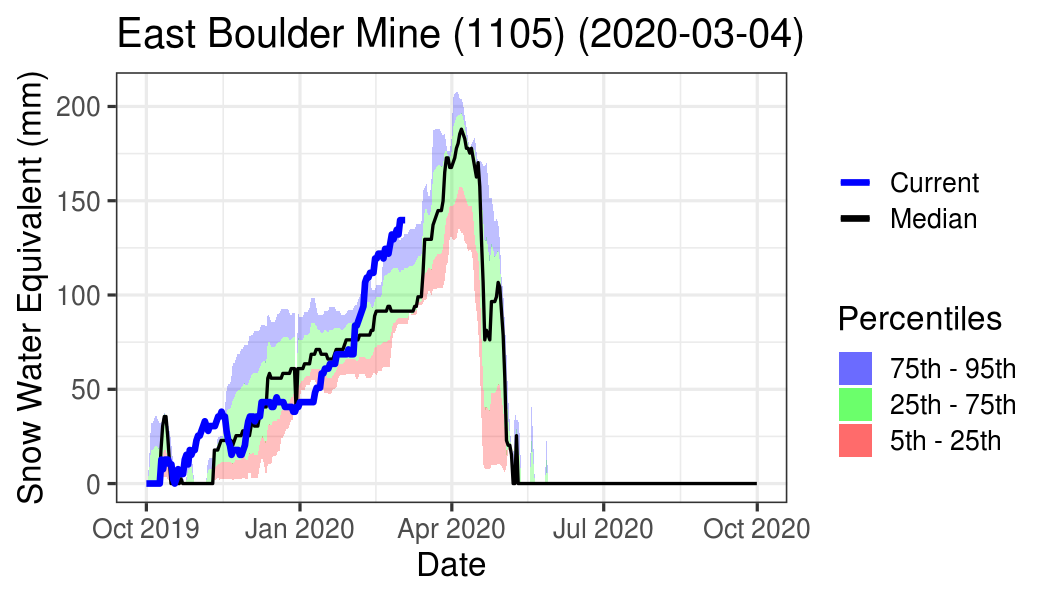 East Boulder Mine (1105) (2020-03-04)
Snow Water Equivalent (mm)
200
150
100
50
0
Oct 2019
Jan 2020
Apr 2020
Jul 2020
Oct 2020
Date
Current
Median
Percentiles
75th - 95th
25th - 75th
5th - 25th